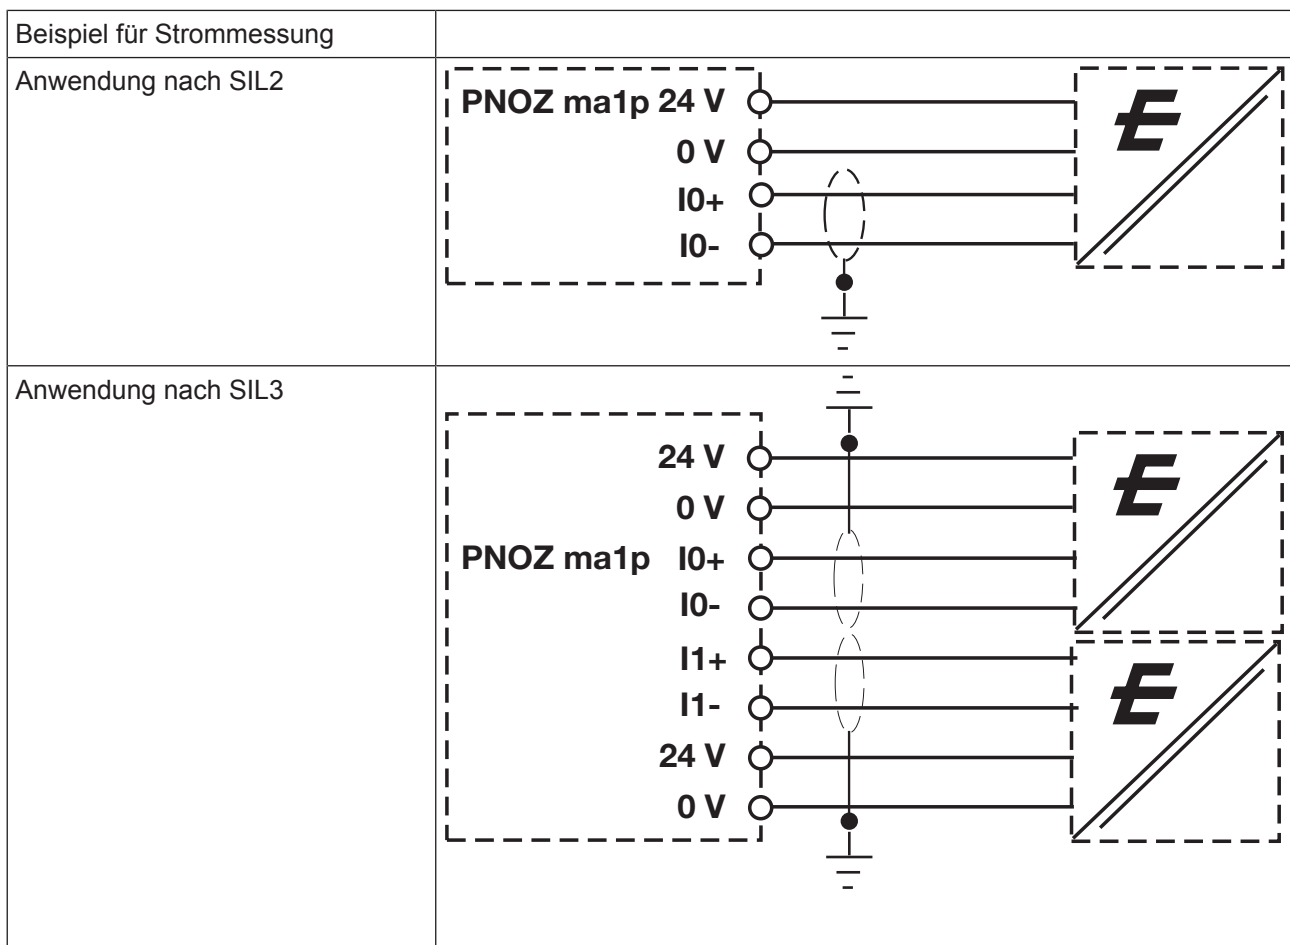 Beispiel für Strommessung
Anwendung nach SIL2
PNOZ ma1p 24 V
0 V
I0+
I0-
E
Anwendung nach SIL3
24 V
0 V
PNOZ ma1p I0+
I0-
I1+
I1-
24 V
0 V
E
E